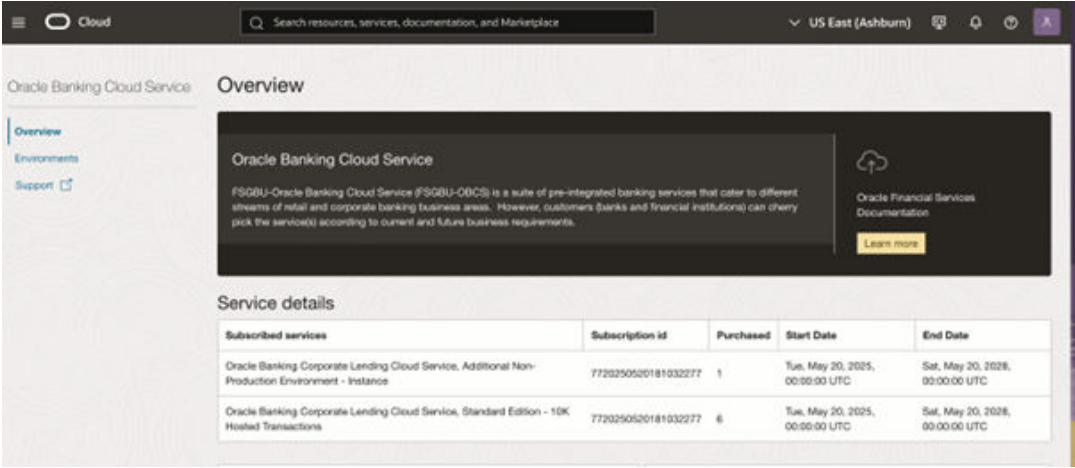 Cloud
Search resources, services, documentation, and Marketplace
US East (Ashburn)
Oracle Banking Cloud Service
Overview
Environments
Support
Overview
Oracle Banking Cloud Service
FSGBU-Oracle Banking Cloud Service (FSGBU-OBCS) is a suite of pre-integrated banking services that cater to different
streams of retail and corporate banking business areas. However, customers (banks and financial institutions) can cherry
pick the service(s) according to current and future business requirements.
Oracle Financial Services
Documentation
Learn more
Service details
Subscribed services Subscription id Purchased Start Date End Date
Oracle Banking Corporate Lending Cloud Service, Additional Non-
Production Environment - Instance
7720250520181032277 1
Tue, May 20, 2025,
00:00:00 UTC
Sat, May 20, 2028,
00:00:00 UTC
Oracle Banking Corporate Lending Cloud Service, Standard Edition - 10K
Hosted Transactions
7720250520181032277 6
Tue, May 20, 2025,
00:00:00 UTC
Sat, May 20, 2028,
00:00:00 UTC